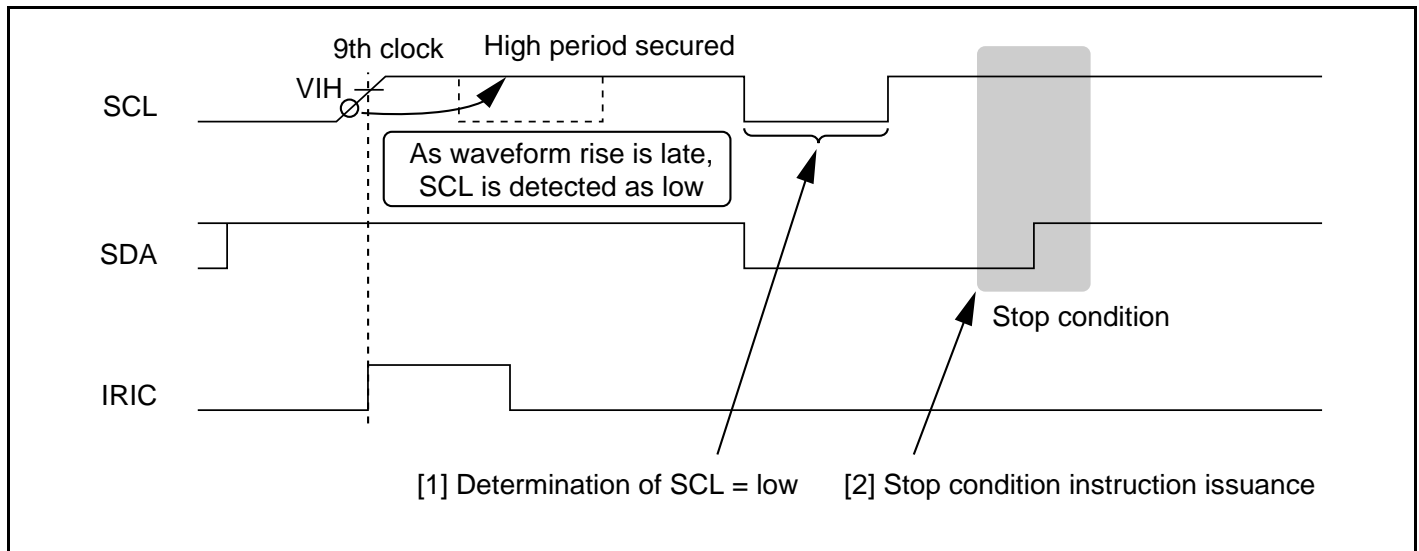 9th clock
High period secured
VIH
SCL
As waveform rise is late,
SCL is detected as low
SDA
Stop condition
IRIC
[1] Determination of SCL = low
[2] Stop condition instruction issuance